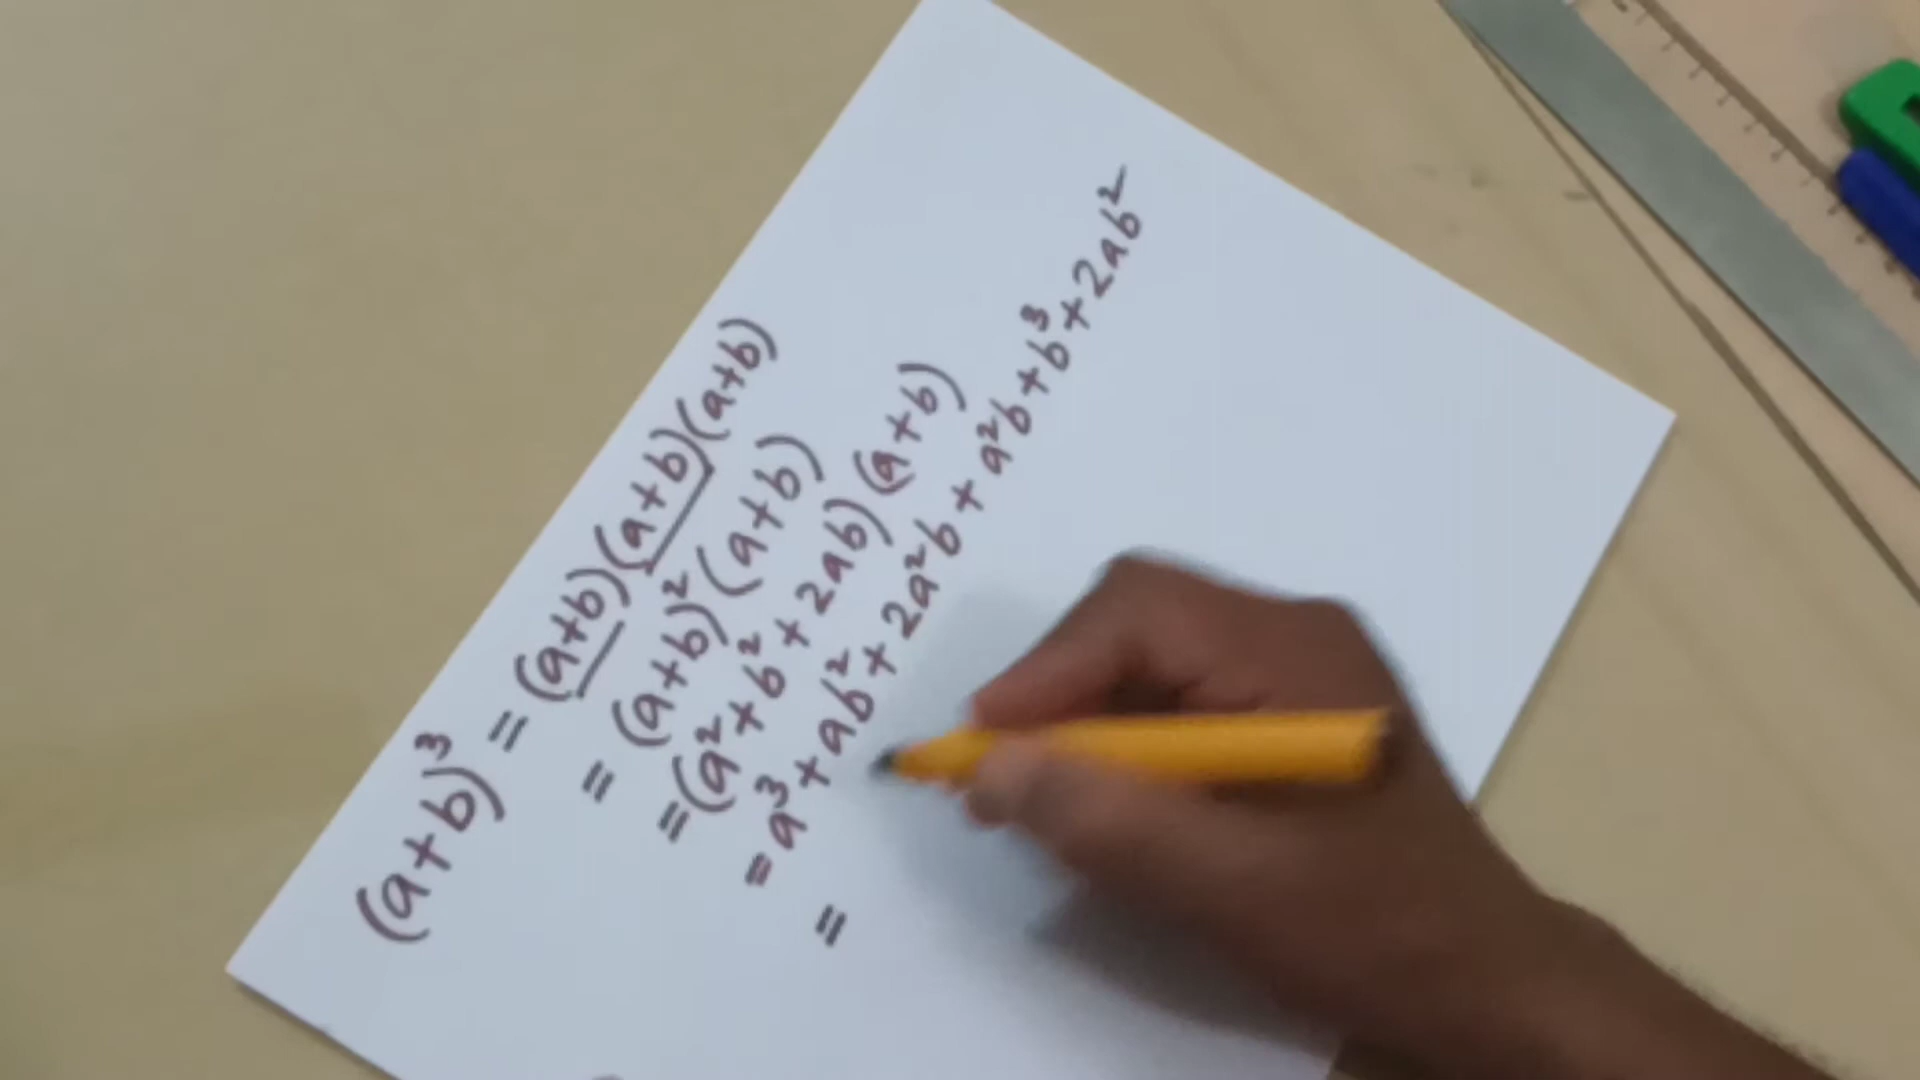 (a+b)³ = (a+b)(a+b)(a+b)
= (a+b)²(a+b)
=(a²+b²+2ab)(a+b)
=a³+ab²+2a²b+a²b+b³+2ab²
=